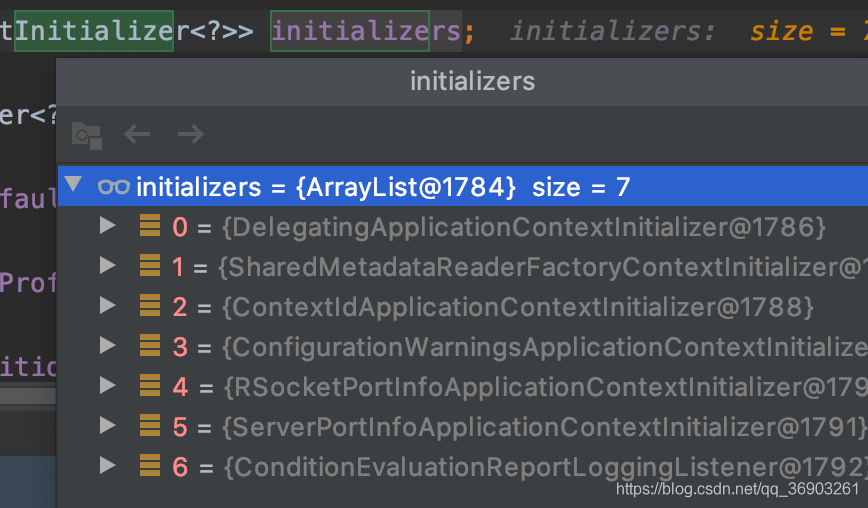 tInitializer<?>> initializers; initializers: size = 7
initializers
er<?
initializers = {ArrayList@1784} size = 7
faul
0 = {DelegatingApplicationContextInitializer@1786}
1 = {SharedMetadataReaderFactoryContextInitializer@1
Prof
2 = {ContextIdApplicationContextInitializer@1788}
3 = {ConfigurationWarningsApplicationContextInitialize
itio
4 = {RSocketPortInfoApplicationContextInitializer@179
5 = {ServerPortInfoApplicationContextInitializer@1791}
6 = {ConditionEvaluationReportLoggingListener@1792}
https://blog.csdn.net/qq_36903261